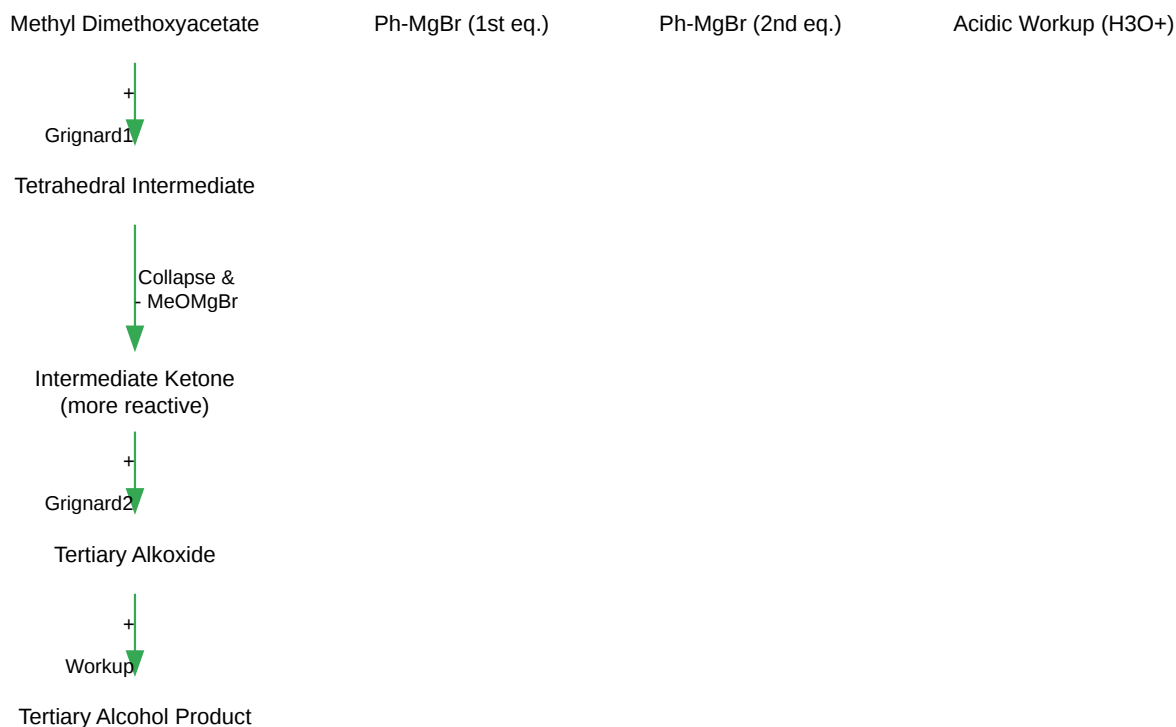 Methyl Dimethoxyacetate
Ph-MgBr (1st eq.)
Ph-MgBr (2nd eq.)
Acidic Workup (H3O+)
+
Grignard1
Tetrahedral Intermediate
Collapse &
- MeOMgBr
Intermediate Ketone
(more reactive)
+
Grignard2
Tertiary Alkoxide
+
Workup
Tertiary Alcohol Product